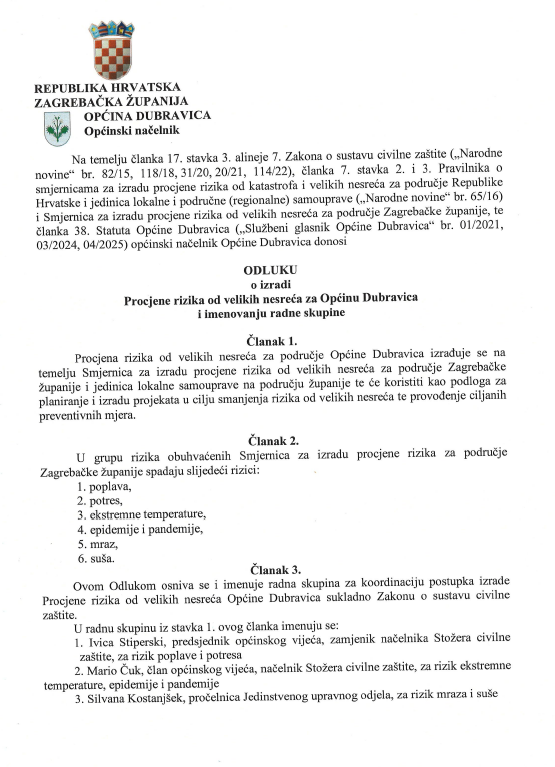 REPUBLIKA HRVATSKA
ZAGREBAČKA ŽUPANIJA
OPĆINA DUBRAVICA
Općinski načelnik
Na temelju članka 17. stavka 3. alineje 7. Zakona o sustavu civilne zaštite („Narodne
novine“ br. 82/15, 118/18, 31/20, 20/21, 114/22), članka 7. stavka 2. i 3. Pravilnika o
smjernicama za izradu procjene rizika od katastrofa i velikih nesreća za područje Republike
Hrvatske i jedinica lokalne i područne (regionalne) samouprave („Narodne novine“ br. 65/16)
i Smjernica za izradu procjene rizika od velikih nesreća za područje Zagrebačke županije, te
članka 38. Statuta Općine Dubravica („Službeni glasnik Općine Dubravica“ br. 01/2021,
03/2024, 04/2025) općinski načelnik Općine Dubravica donosi
ODLUKU
o izradi
Procjene rizika od velikih nesreća za Općinu Dubravica
i imenovanju radne skupine
Članak 1.
Procjena rizika od velikih nesreća za područje Općine Dubravica izrađuje se na
temelju Smjernica za izradu procjene rizika od velikih nesreća za područje Zagrebačke
županije i jedinica lokalne samouprave na području županije te će koristiti kao podloga za
planiranje i izradu projekata u cilju smanjenja rizika od velikih nesreća te provođenje ciljanih
preventivnih mjera.
Članak 2.
U grupu rizika obuhvaćenih Smjernica za izradu procjene rizika za područje
Zagrebačke županije spadaju slijedeći rizici:
1. poplava,
2. potres,
3. ekstremne temperature,
4. epidemije i pandemije,
5. mraz,
6. suša.
Članak 3.
Ovom Odlukom osniva se i imenuje radna skupina za koordinaciju postupka izrade
Procjene rizika od velikih nesreća Općine Dubravica sukladno Zakonu o sustavu civilne
zaštite.
U radnu skupinu iz stavka 1. ovog članka imenuju se:
1. Ivica Stiperski, predsjednik općinskog vijeća, zamjenik načelnika Stožera civilne
zaštite, za rizik poplave i potresa
2. Mario Čuk, član općinskog vijeća, načelnik Stožera civilne zaštite, za rizik ekstremne
temperature, epidemije i pandemije
3. Silvana Kostanjšek, pročelnica Jedinstvenog upravnog odjela, za rizik mraza i suše